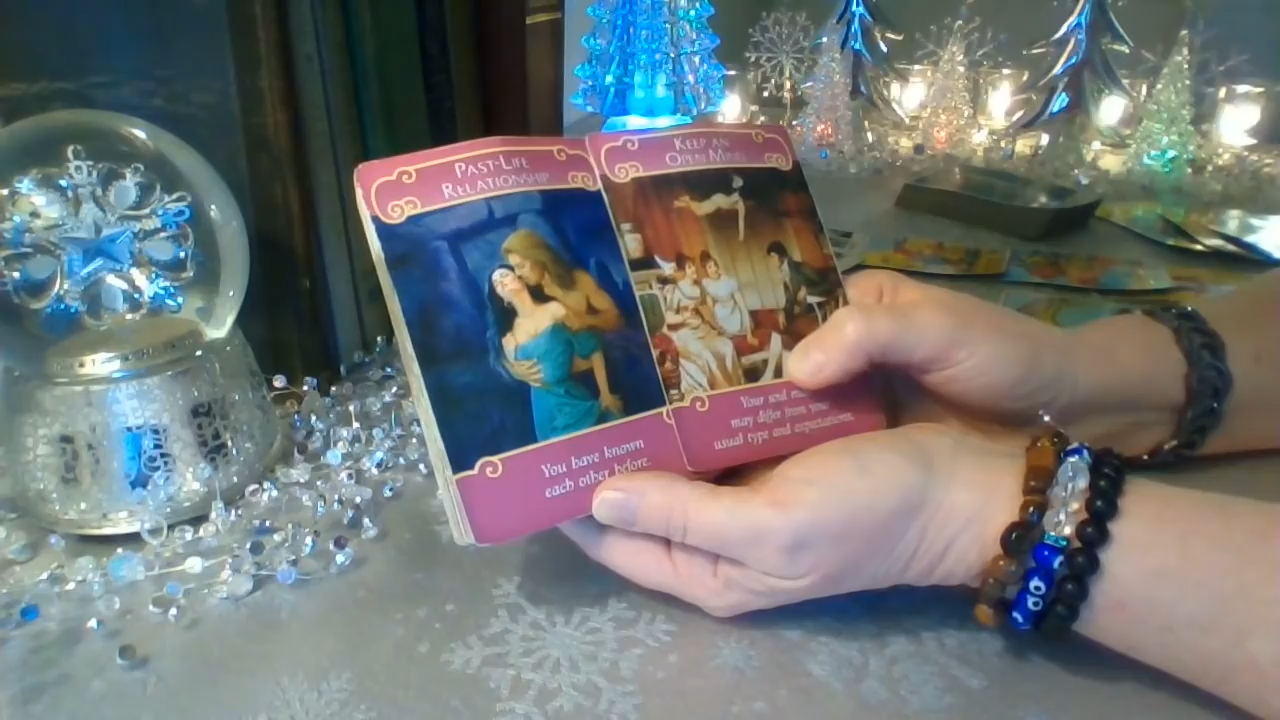 PAST-LIFE
RELATIONSHIP
You have known
each other before.
KEEP AN
OPEN MIND
Your soul
may differ from your
usual type and expectations.